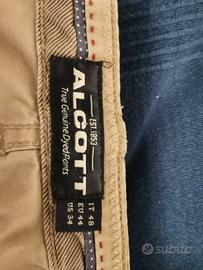 EST. 1853
ALCOTT
True Genuine Dyed Pants
IT 48
EU 44
US 34
subito